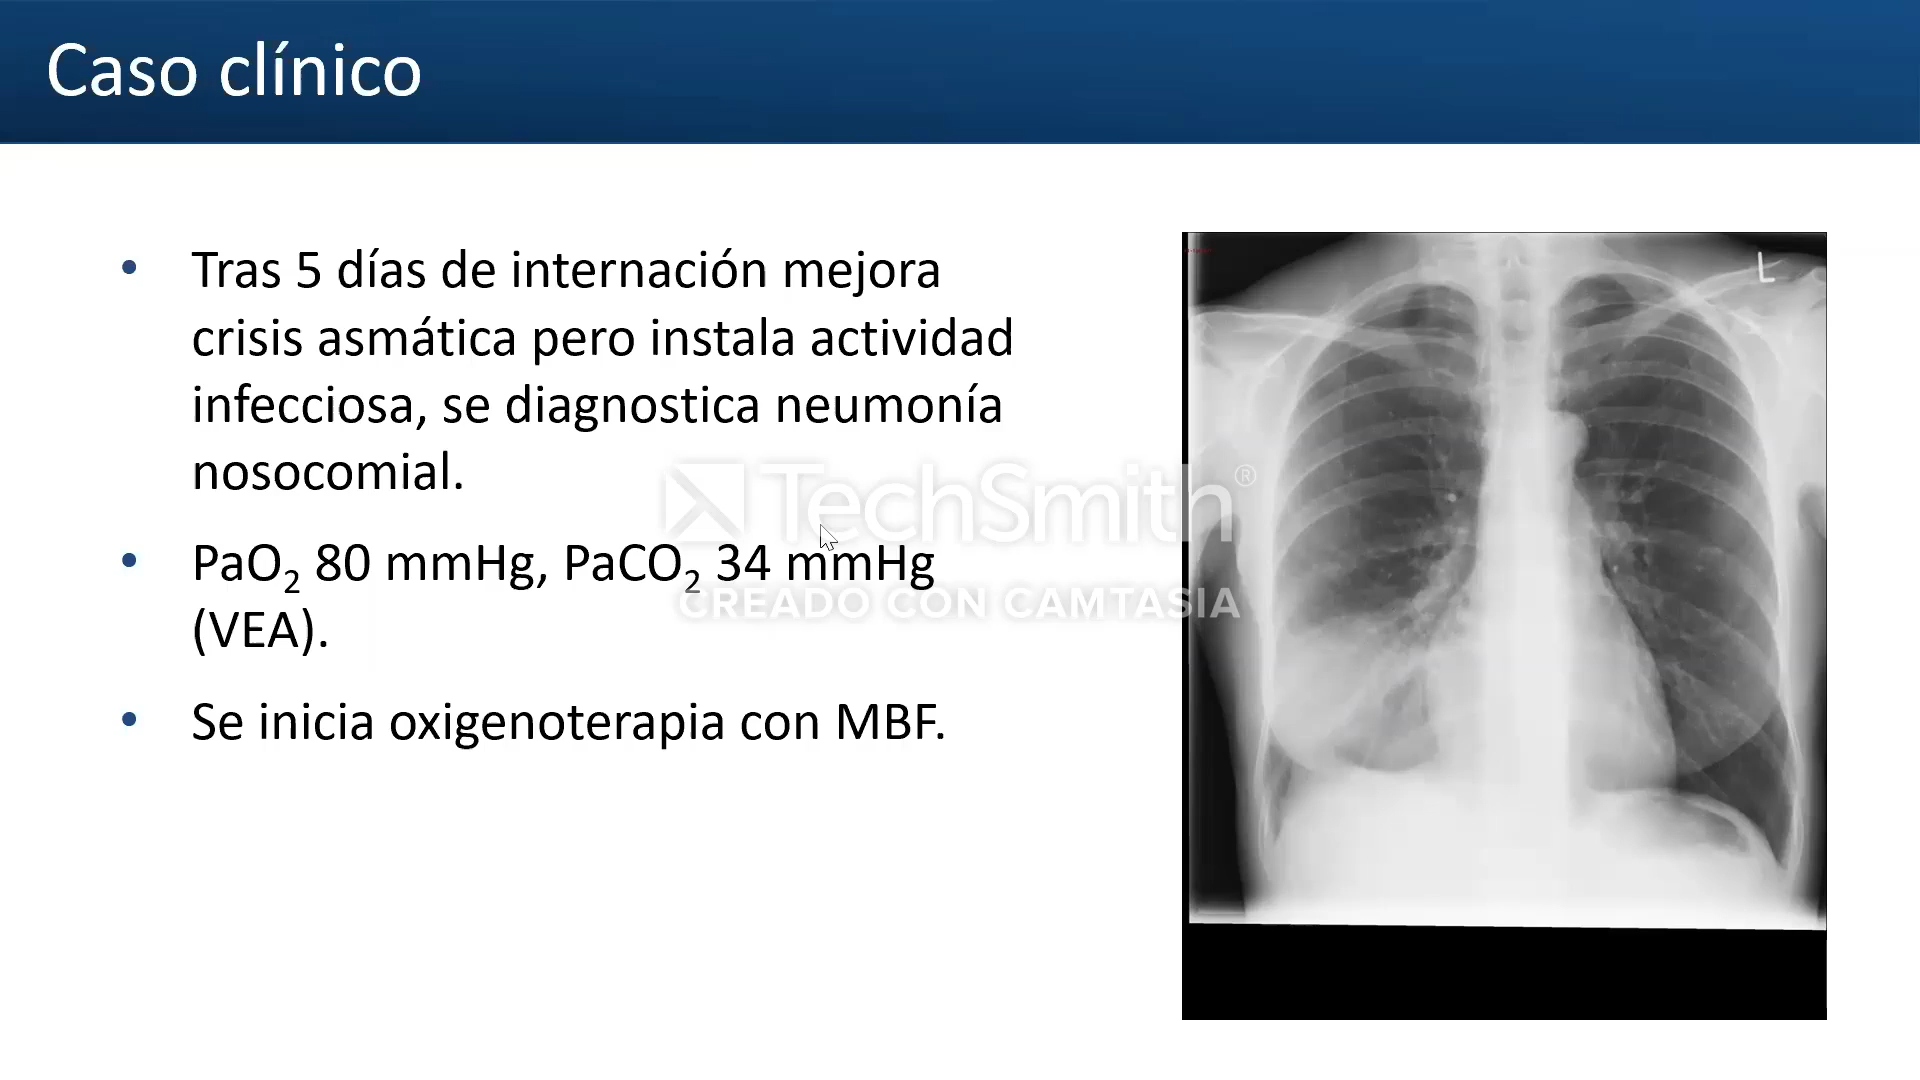 Caso clínico
• Tras 5 días de internación mejora
crisis asmática pero instala actividad
infecciosa, se diagnostica neumonía
nosocomial.
• PaO₂ 80 mmHg, PaCO₂ 34 mmHg
(VEA).
• Se inicia oxigenoterapia con MBF.
TechSmith®
CREADO CON CAMTASIA
L